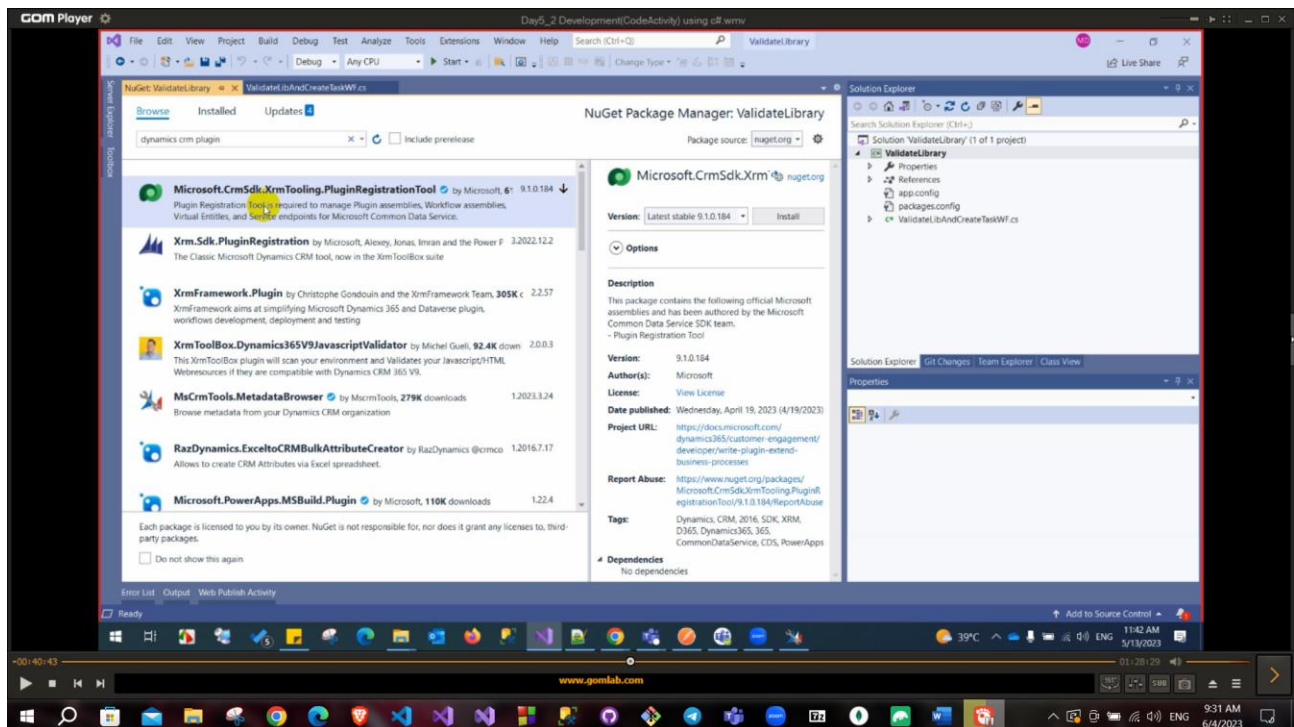 GOM Player
Day5_2 Development(CodeActivity) using c#.wmv
File Edit View Project Build Debug Test Analyze Tools Extensions Window Help Search (Ctrl+Q) ValidateLibrary MD
Debug Any CPU Start Change Type Live Share
Server Explorer
Toolbox
NuGet: ValidateLibrary ValidateLibAndCreateTaskWF.cs
Browse Installed Updates 4
NuGet Package Manager: ValidateLibrary
dynamics crm plugin Include prerelease
Package source: nuget.org
Microsoft.CrmSdk.XrmTooling.PluginRegistrationTool by Microsoft, 9.1.0.184
Plugin Registration Tool is required to manage Plugin assemblies, Workflow assemblies,
Virtual Entities, and Service endpoints for Microsoft Common Data Service.
Xrm.Sdk.PluginRegistration by Microsoft, Alexey, Jonas, Imran and the Power P 3.2022.12.2
The Classic Microsoft Dynamics CRM tool, now in the XrmToolBox suite
XrmFramework.Plugin by Christophe Gondouin and the XrmFramework Team, 305K 2.2.57
XrmFramework aims at simplifying Microsoft Dynamics 365 and Dataverse plugin,
workflows development, deployment and testing
XrmToolBox.Dynamics365V9JavascriptValidator by Michel Gueli, 92.4K down 2.0.0.3
This XrmToolBox plugin will scan your environment and Validates your Javascript/HTML
Webresources if they are compatible with Dynamics CRM 365 V9.
MsCrmTools.MetadataBrowser by MscrmTools, 279K downloads 1.2023.3.24
Browse metadata from your Dynamics CRM organization
RazDynamics.ExceltoCRMBulkAttributeCreator by RazDynamics @crmco 1.2016.7.17
Allows to create CRM Attributes via Excel spreadsheet.
Microsoft.PowerApps.MSBuild.Plugin by Microsoft, 110K downloads 1.22.4
Each package is licensed to you by its owner. NuGet is not responsible for, nor does it grant any licenses to, third-
party packages.
Do not show this again
Microsoft.CrmSdk.Xrm nuget.org
Version: Latest stable 9.1.0.184 Install
Options
Description
This package contains the following official Microsoft
assemblies and has been authored by the Microsoft
Common Data Service SDK team.
- Plugin Registration Tool
Version: 9.1.0.184
Author(s): Microsoft
License: View License
Date published: Wednesday, April 19, 2023 (4/19/2023)
Project URL: https://docs.microsoft.com/
dynamics365/customer-engagement/
developer/write-plugin-extend-
business-processes
Report Abuse: https://www.nuget.org/packages/
Microsoft.CrmSdk.XrmTooling.PluginR
egistrationTool/9.1.0.184/ReportAbuse
Tags: Dynamics, CRM, 2016, SDK, XRM,
D365, Dynamics365, 365,
CommonDataService, CDS, PowerApps
Dependencies
No dependencies
Solution Explorer
Search Solution Explorer (Ctrl+;)
Solution 'ValidateLibrary' (1 of 1 project)
ValidateLibrary
Properties
References
app.config
packages.config
C# ValidateLibAndCreateTaskWF.cs
Solution Explorer Git Changes Team Explorer Class View
Properties
Error List Output Web Publish Activity
Ready
Add to Source Control
39°C ENG 11:42 AM
5/13/2023
-00:40:43 01:28:29
www.gomlab.com
SUB
ENG 9:31 AM
6/4/2023